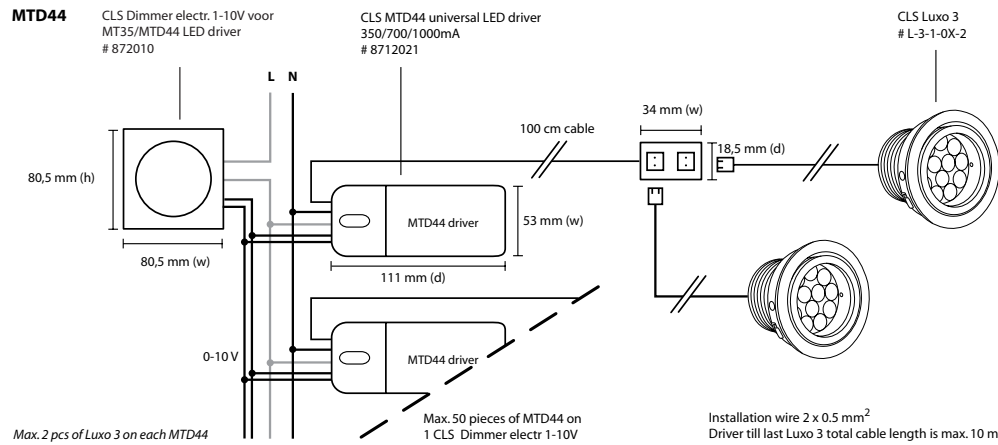 MTD44
CLS Dimmer electr. 1-10V voor
MT35/MTD44 LED driver
# 872010
CLS MTD44 universal LED driver
350/700/1000mA
# 8712021
CLS Luxo 3
# L-3-1-0X-2
L N
34 mm (w)
100 cm cable
18,5 mm (d)
80,5 mm (h)
MTD44 driver
53 mm (w)
80,5 mm (w)
111 mm (d)
0-10 V
MTD44 driver
Max. 2 pcs of Luxo 3 on each MTD44
Max. 50 pieces of MTD44 on
1 CLS Dimmer electr 1-10V
Installation wire 2 x 0.5 mm²
Driver till last Luxo 3 total cable length is max. 10 m